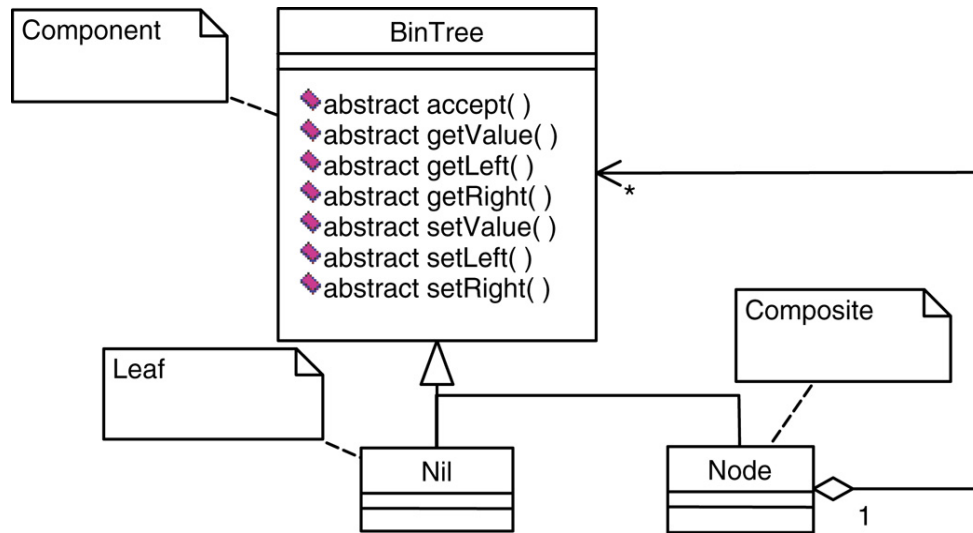 Component
BinTree
abstract accept( )
abstract getValue( )
abstract getLeft( )
abstract getRight( )
abstract setValue( )
abstract setLeft( )
abstract setRight( )
*
Composite
Leaf
Nil
Node
1